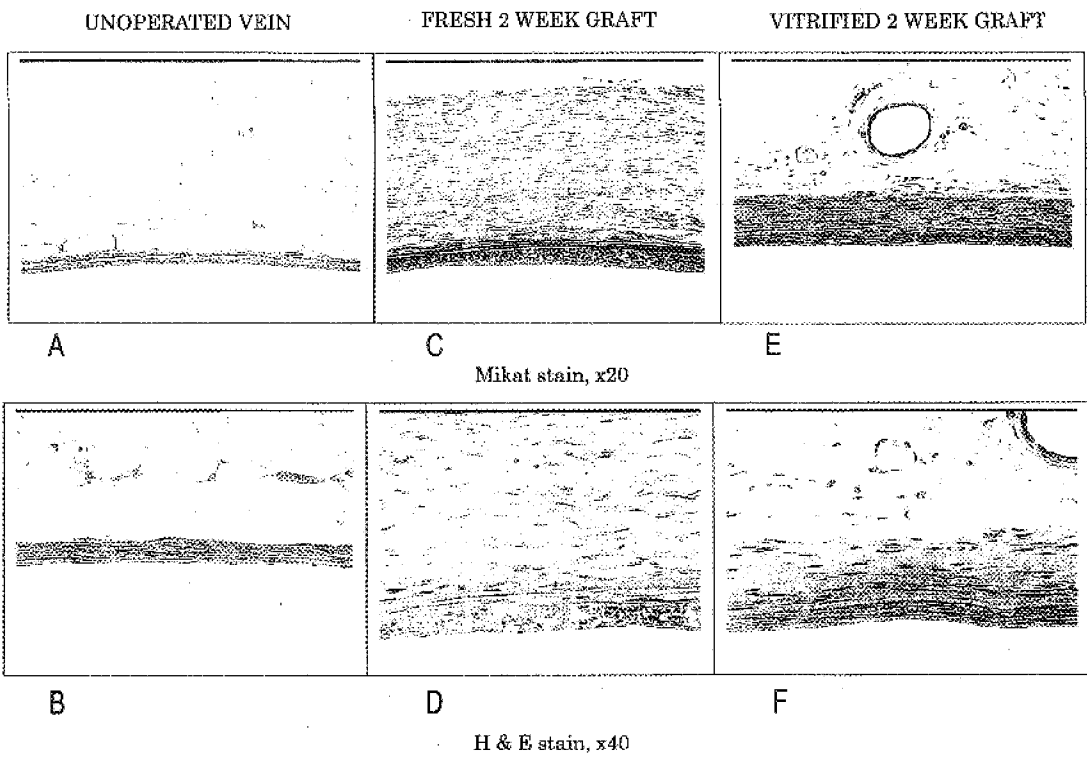 UNOPERATED VEIN FRESH 2 WEEK GRAFT VITRIFIED 2 WEEK GRAFT
A C E
Mikat stain, x20
B D F
H & E stain, x40